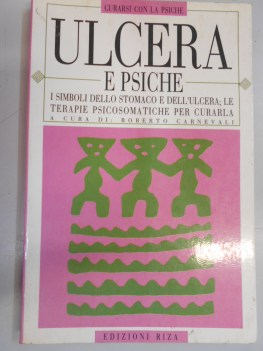 CURARSI CON LA PSICHE
ULCERA
E PSICHE
I SIMBOLI DELLO STOMACO E DELL'ULCERA; LE
TERAPIE PSICOSOMATICHE PER CURARLA
A CURA DI: ROBERTO CARNEVALI
EDIZIONI RIZA